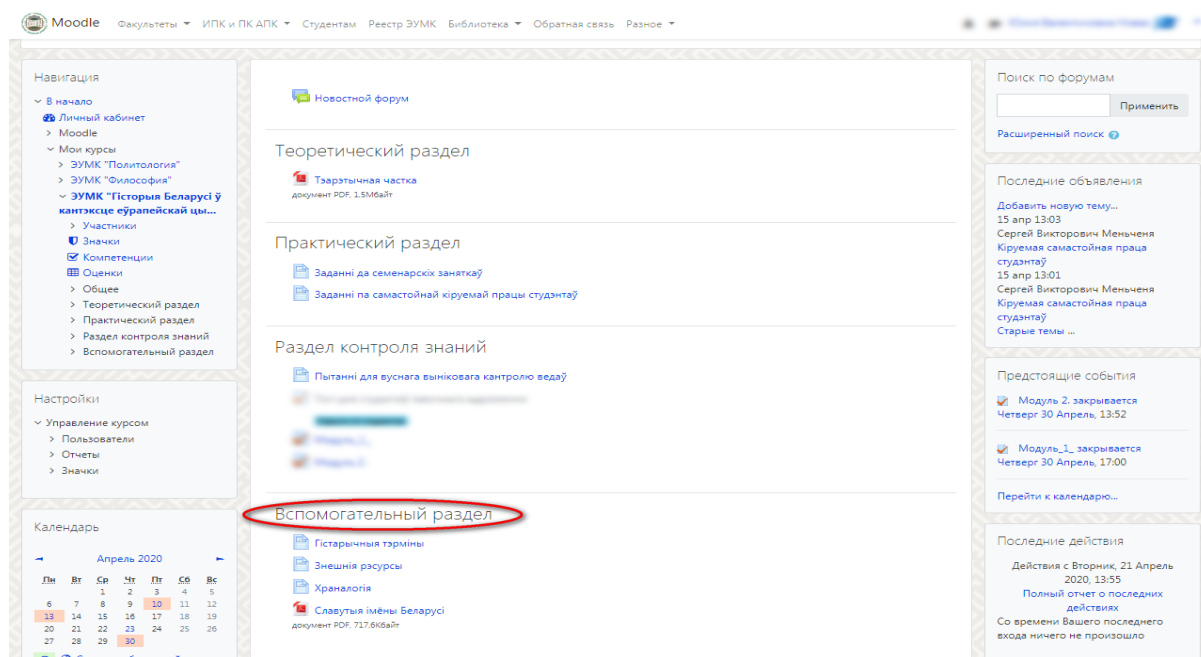 Moodle Факультеты ИПК и ПК АПК Студентам Реестр ЭУМК Библиотека Обратная связь Разное
Навигация
В начало
Личный кабинет
Moodle
Мои курсы
ЭУМК "Политология"
ЭУМК "Философия"
ЭУМК "Гісторыя Беларусі ў
кантэксце еўрапейскай цы...
Участники
Значки
Компетенции
Оценки
Общее
Теоретический раздел
Практический раздел
Раздел контроля знаний
Вспомогательный раздел
Настройки
Управление курсом
Пользователи
Отчеты
Значки
Календарь
Апрель 2020
Пн Вт Ср Чт Пт Сб Вс
1 2 3 4 5
6 7 8 9 10 11 12
13 14 15 16 17 18 19
20 21 22 23 24 25 26
27 28 29 30
Новостной форум
Теоретический раздел
Тэарэтычная частка
документ PDF, 1.5Мбайт
Практический раздел
Заданні да семенарскіх заняткаў
Заданні па самастойнай кіруемай працы студэнтаў
Раздел контроля знаний
Пытанні для вуснага выніковага кантролю ведаў
Вспомогательный раздел
Гістарычныя тэрміны
Знешнія рэсурсы
Храналогія
Славутыя імёны Беларусі
документ PDF, 717.6Кбайт
Поиск по форумам
Применить
Расширенный поиск
Последние объявления
Добавить новую тему...
15 апр 13:03
Сергей Викторович Меньченя
Кіруемая самастойная праца
студэнтаў
15 апр 13:01
Сергей Викторович Меньченя
Кіруемая самастойная праца
студэнтаў
Старые темы ...
Предстоящие события
Модуль 2. закрывается
Четверг 30 Апрель, 13:52
Модуль_1_ закрывается
Четверг 30 Апрель, 17:00
Перейти к календарю...
Последние действия
Действия с Вторник, 21 Апрель
2020, 13:55
Полный отчет о последних
действиях
Со времени Вашего последнего
входа ничего не произошло